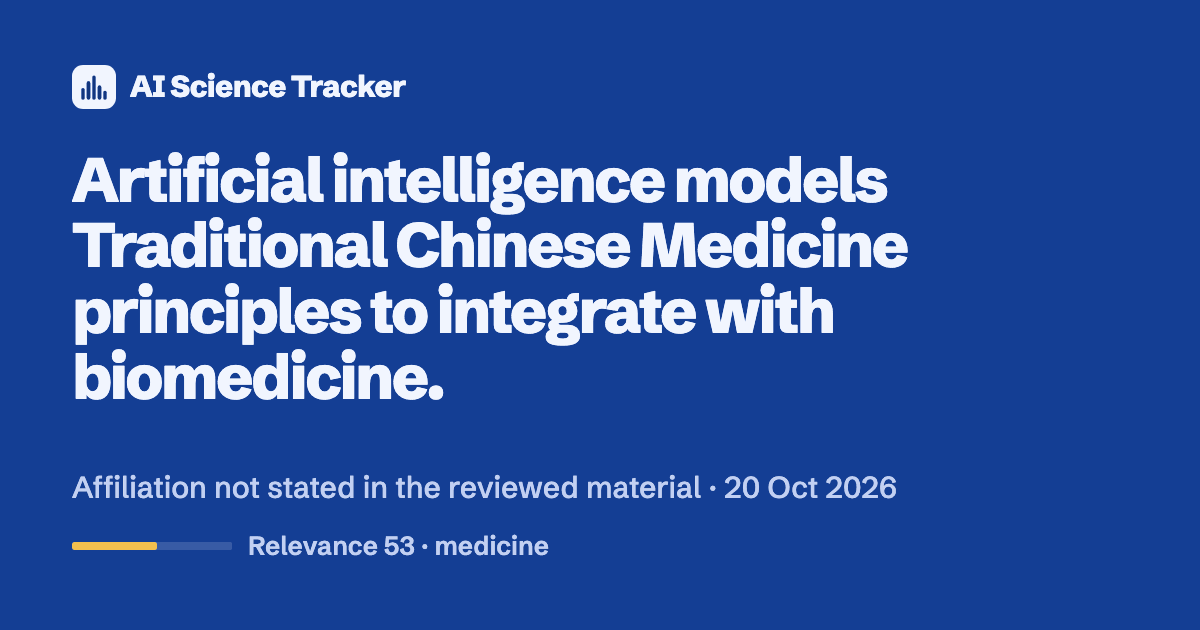 AI Science Tracker
Artificial intelligence models
Traditional Chinese Medicine
principles to integrate with
biomedicine.
Affiliation not stated in the reviewed material · 20 Oct 2026
Relevance 53 · medicine